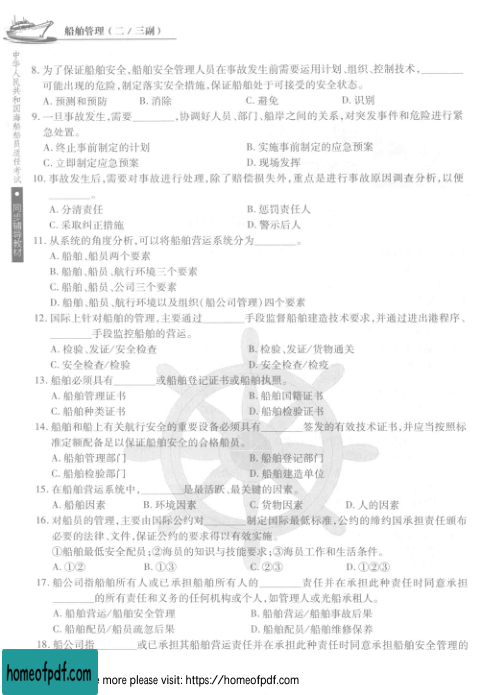 船舶管理(二/三副)
中华人民共和国海船船员适任考试
●
同步辅导教材
8. 为了保证船舶安全,船舶安全管理人员在事故发生前需要运用计划、组织、控制技术,________
可能出现的危险,制定落实安全措施,保证船舶处于可接受的安全状态。
A. 预测和预防 B. 消除 C. 避免 D. 识别
9. 一旦事故发生,需要________,协调好人员、部门、船岸之间的关系,对突发事件和危险进行紧
急处置。
A. 终止事前制定的计划 B. 实施事前制定的应急预案
C. 立即制定应急预案 D. 现场发挥
10. 事故发生后,需要对事故进行处理,除了赔偿损失外,重点是进行事故原因调查分析,以便
________。
A. 分清责任 B. 惩罚责任人
C. 采取纠正措施 D. 警示后人
11. 从系统的角度分析,可以将船舶营运系统分为________。
A. 船舶、船员两个要素
B. 船舶、船员、航行环境三个要素
C. 船舶、船员、公司三个要素
D. 船舶、船员、航行环境以及组织(船公司管理)四个要素
12. 国际上针对船舶的管理,主要通过________手段监督船舶建造技术要求,并通过进出港程序、
________手段监控船舶的营运。
A. 检验、发证/安全检查 B. 检验、发证/货物通关
C. 安全检查/检验 D. 安全检查/检疫
13. 船舶必须具有________或船舶登记证书或船舶执照。
A. 船舶管理证书 B. 船舶国籍证书
C. 船舶种类证书 D. 船舶检验证书
14. 船舶和船上有关航行安全的重要设备必须具有________签发的有效技术证书,并应当按照标
准定额配备足以保证船舶安全的合格船员。
A. 船舶管理部门 B. 船舶登记部门
C. 船舶检验部门 D. 船舶建造单位
15. 在船舶营运系统中,________是最活跃、最关键的因素。
A. 船舶因素 B. 环境因素 C. 货物因素 D. 人的因素
16. 对船员的管理,主要由国际公约对________制定国际最低标准,公约的缔约国承担责任颁布
必要的法律、文件,保证公约的要求得以有效实施。
①船舶最低安全配员;②海员的知识与技能要求;③海员工作和生活条件。
A. ①② B. ①③ C. ②③ D. ①②③
17. 船公司指船舶所有人或已承担船舶所有人的________责任并在承担此种责任时同意承担
________的所有责任和义务的任何机构或个人,如管理人或光船承租人。
A. 船舶营运/船舶安全管理 B. 船舶营运/船舶事故后果
C. 船舶配员/船员疏忽后果 D. 船舶配员/船舶维修保养
18. 船公司指________或已承担其船舶营运责任并在承担此种责任时同意承担船舶安全管理的
homeofpdf.com
e more please visit: https://homeofpdf.com